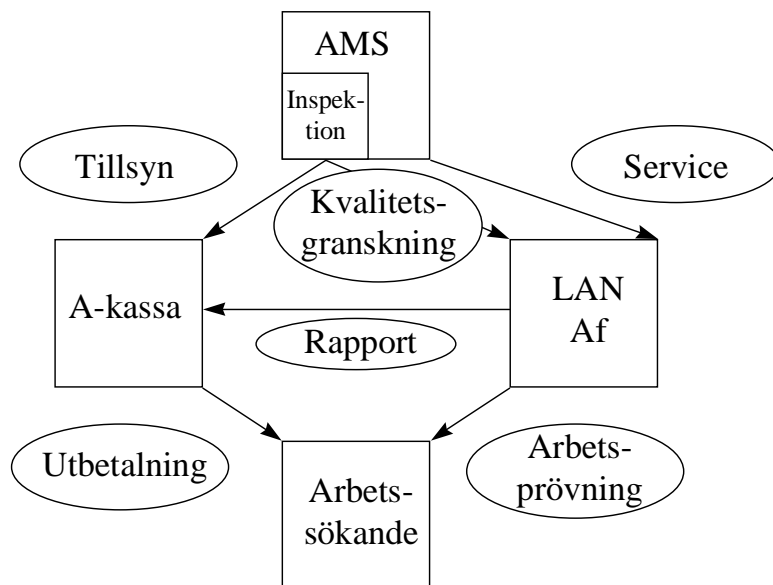 AMS
Inspek-
tion
Tillsyn
Service
Kvalitets-
granskning
A-kassa
LAN
Af
Rapport
Utbetalning
Arbets-
prövning
Arbets-
sökande